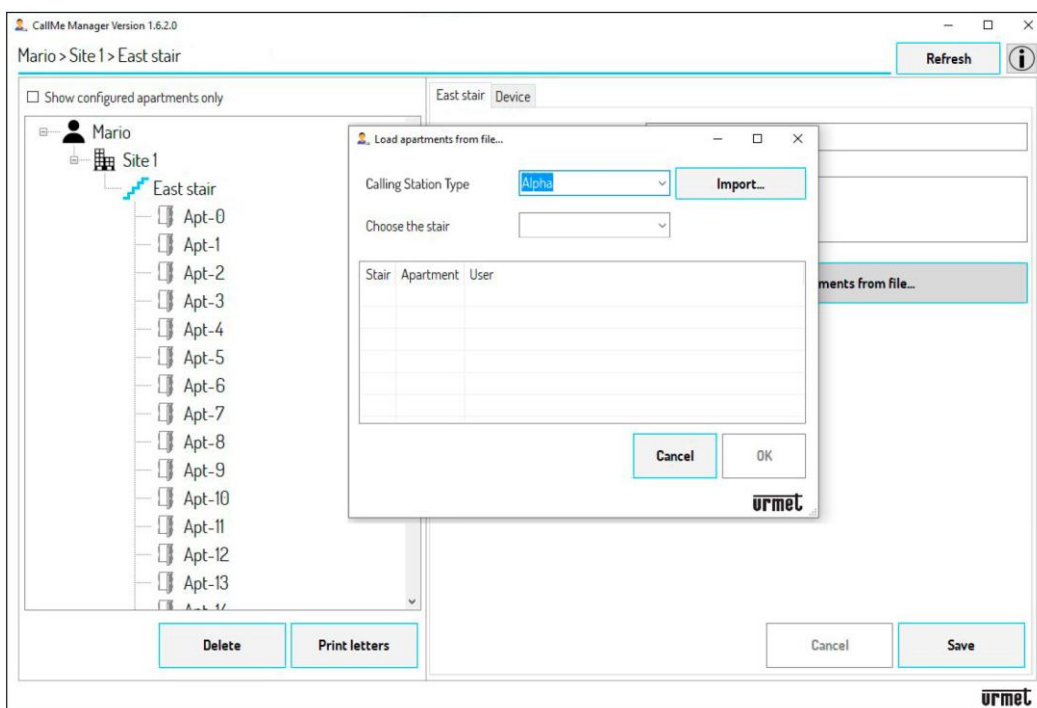 CallMe Manager Version 1.6.2.0
Mario > Site 1 > East stair
Refresh
Show configured apartments only
Mario
Site 1
East stair
Apt-0
Apt-1
Apt-2
Apt-3
Apt-4
Apt-5
Apt-6
Apt-7
Apt-8
Apt-9
Apt-10
Apt-11
Apt-12
Apt-13
Delete
Print letters
East stair Device
ments from file...
Load apartments from file...
Calling Station Type
Alpha
Import...
Choose the stair
Stair Apartment User
Cancel
OK
urmet
Cancel
Save
urmet